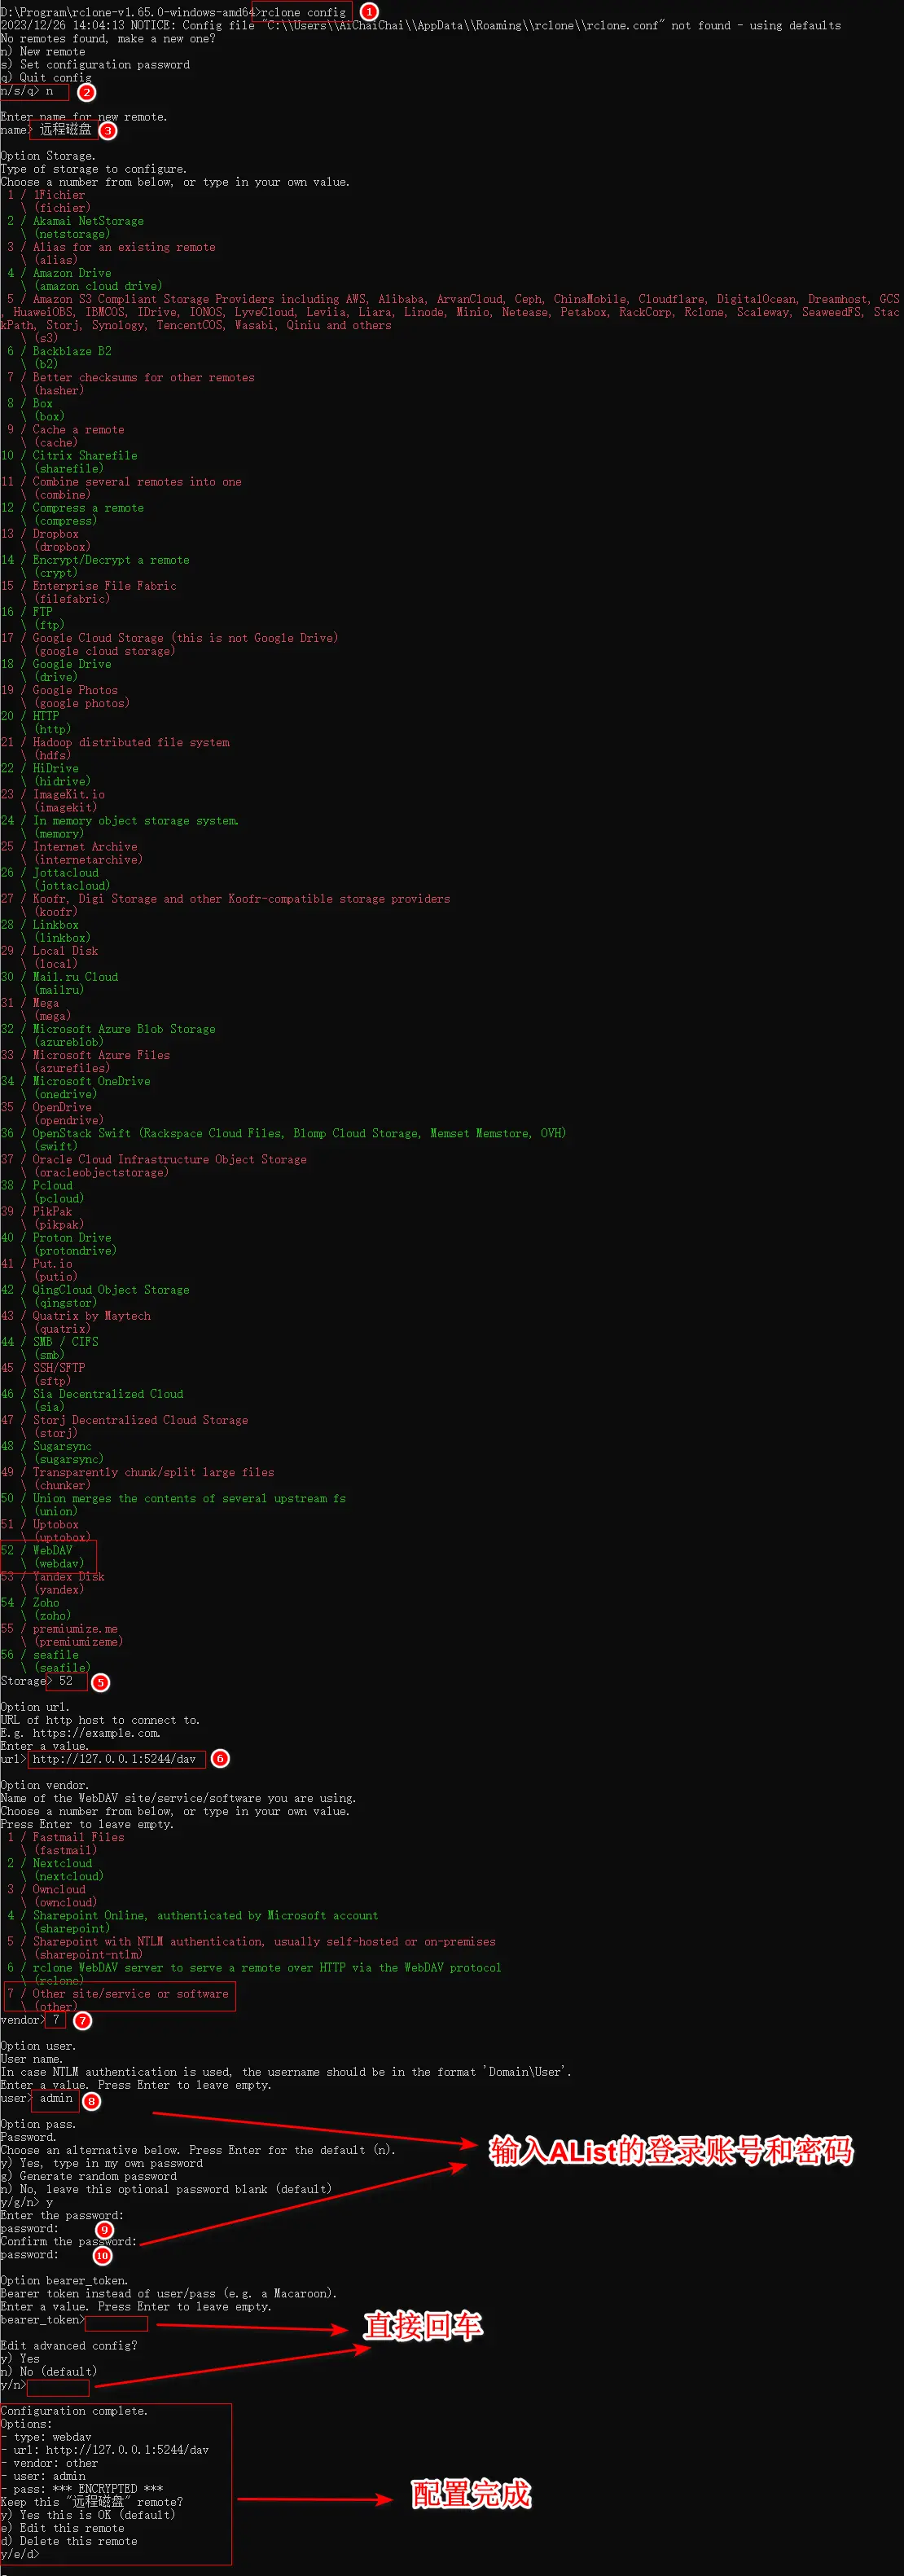 D:\Program\rclone-v1.65.0-windows-amd64>rclone config 1
2023/12/26 14:04:13 NOTICE: Config file "C:\\Users\\AiChaiChai\\AppData\\Roaming\\rclone\\rclone.conf" not found - using defaults
No remotes found, make a new one?
n) New remote
s) Set configuration password
q) Quit config
n/s/q> n 2
Enter name for new remote.
name> 远程磁盘 3
Option Storage.
Type of storage to configure.
Choose a number from below, or type in your own value.
1 / 1Fichier
\ (fichier)
2 / Akamai NetStorage
\ (netstorage)
3 / Alias for an existing remote
\ (alias)
4 / Amazon Drive
\ (amazon cloud drive)
5 / Amazon S3 Compliant Storage Providers including AWS, Alibaba, ArvanCloud, Ceph, ChinaMobile, Cloudflare, DigitalOcean, Dreamhost, GCS
, HuaweiOBS, IBMCOS, IDrive, IONOS, LyveCloud, Leviia, Liara, Linode, Minio, Netease, Petabox, RackCorp, Rclone, Scaleway, SeaweedFS, Stac
kPath, Storj, Synology, TencentCOS, Wasabi, Qiniu and others
\ (s3)
6 / Backblaze B2
\ (b2)
7 / Better checksums for other remotes
\ (hasher)
8 / Box
\ (box)
9 / Cache a remote
\ (cache)
10 / Citrix Sharefile
\ (sharefile)
11 / Combine several remotes into one
\ (combine)
12 / Compress a remote
\ (compress)
13 / Dropbox
\ (dropbox)
14 / Encrypt/Decrypt a remote
\ (crypt)
15 / Enterprise File Fabric
\ (filefabric)
16 / FTP
\ (ftp)
17 / Google Cloud Storage (this is not Google Drive)
\ (google cloud storage)
18 / Google Drive
\ (drive)
19 / Google Photos
\ (google photos)
20 / HTTP
\ (http)
21 / Hadoop distributed file system
\ (hdfs)
22 / HiDrive
\ (hidrive)
23 / ImageKit.io
\ (imagekit)
24 / In memory object storage system.
\ (memory)
25 / Internet Archive
\ (internetarchive)
26 / Jottacloud
\ (jottacloud)
27 / Koofr, Digi Storage and other Koofr-compatible storage providers
\ (koofr)
28 / Linkbox
\ (linkbox)
29 / Local Disk
\ (local)
30 / Mail.ru Cloud
\ (mailru)
31 / Mega
\ (mega)
32 / Microsoft Azure Blob Storage
\ (azureblob)
33 / Microsoft Azure Files
\ (azurefiles)
34 / Microsoft OneDrive
\ (onedrive)
35 / OpenDrive
\ (opendrive)
36 / OpenStack Swift (Rackspace Cloud Files, Blomp Cloud Storage, Memset Memstore, OVH)
\ (swift)
37 / Oracle Cloud Infrastructure Object Storage
\ (oracleobjectstorage)
38 / Pcloud
\ (pcloud)
39 / PikPak
\ (pikpak)
40 / Proton Drive
\ (protondrive)
41 / Put.io
\ (putio)
42 / QingCloud Object Storage
\ (qingstor)
43 / Quatrix by Maytech
\ (quatrix)
44 / SMB / CIFS
\ (smb)
45 / SSH/SFTP
\ (sftp)
46 / Sia Decentralized Cloud
\ (sia)
47 / Storj Decentralized Cloud Storage
\ (storj)
48 / Sugarsync
\ (sugarsync)
49 / Transparently chunk/split large files
\ (chunker)
50 / Union merges the contents of several upstream fs
\ (union)
51 / Uptobox
\ (uptobox)
52 / WebDAV
\ (webdav)
53 / Yandex Disk
\ (yandex)
54 / Zoho
\ (zoho)
55 / premiumize.me
\ (premiumizeme)
56 / seafile
\ (seafile)
Storage> 52 5
Option url.
URL of http host to connect to.
E.g. https://example.com.
Enter a value.
url> http://127.0.0.1:5244/dav 6
Option vendor.
Name of the WebDAV site/service/software you are using.
Choose a number from below, or type in your own value.
Press Enter to leave empty.
1 / Fastmail Files
\ (fastmail)
2 / Nextcloud
\ (nextcloud)
3 / Owncloud
\ (owncloud)
4 / Sharepoint Online, authenticated by Microsoft account
\ (sharepoint)
5 / Sharepoint with NTLM authentication, usually self-hosted or on-premises
\ (sharepoint-ntlm)
6 / rclone WebDAV server to serve a remote over HTTP via the WebDAV protocol
\ (rclone)
7 / Other site/service or software
\ (other)
vendor> 7 7
Option user.
User name.
In case NTLM authentication is used, the username should be in the format 'Domain\User'.
Enter a value. Press Enter to leave empty.
user> admin 8
Option pass.
Password.
Choose an alternative below. Press Enter for the default (n).
输入AList的登录账号和密码
y) Yes, type in my own password
g) Generate random password
n) No, leave this optional password blank (default)
y/g/n> y
Enter the password:
password: 9
Confirm the password:
password: 10
Option bearer_token.
Bearer token instead of user/pass (e.g. a Macaroon).
Enter a value. Press Enter to leave empty.
bearer_token>
直接回车
Edit advanced config?
y) Yes
n) No (default)
y/n>
Configuration complete.
Options:
- type: webdav
- url: http://127.0.0.1:5244/dav
- vendor: other
- user: admin
- pass: *** ENCRYPTED ***
配置完成
Keep this "远程磁盘" remote?
y) Yes this is OK (default)
e) Edit this remote
d) Delete this remote
y/e/d>